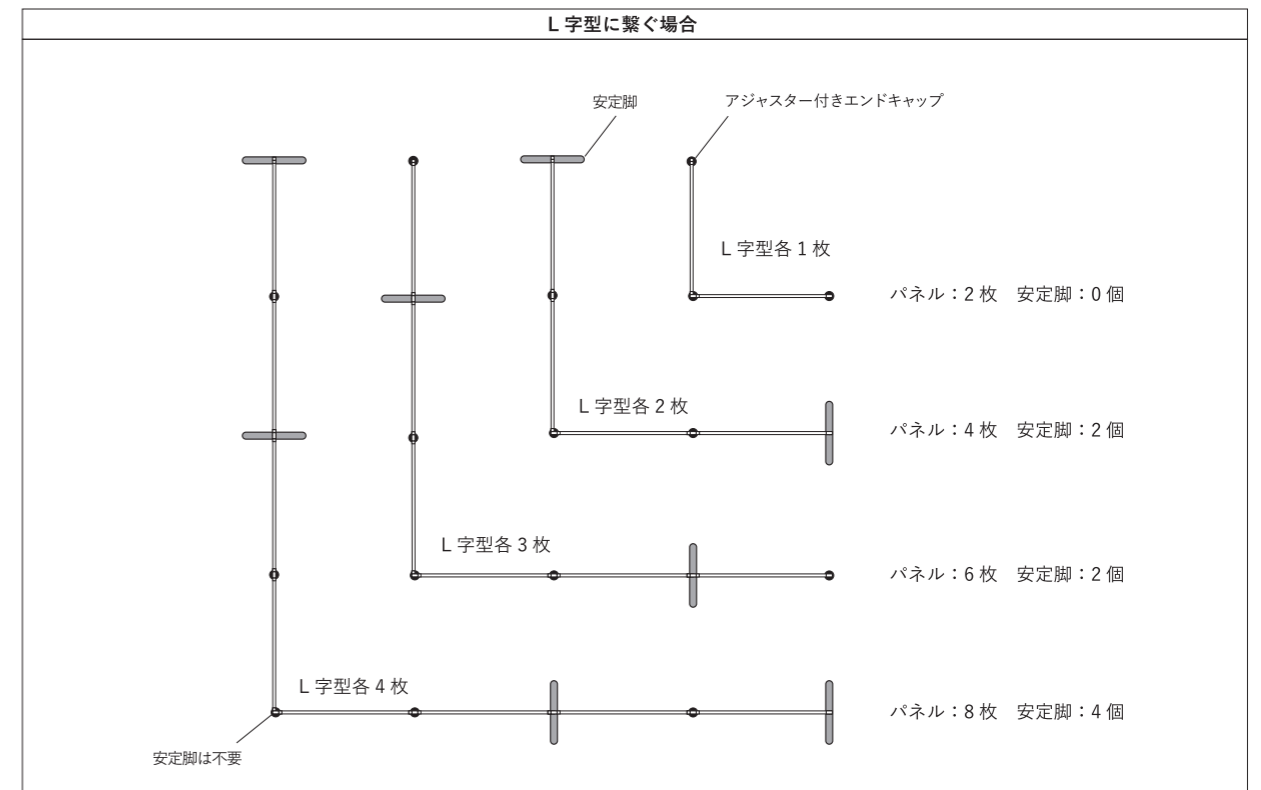 L 字型に繋ぐ場合
安定脚
アジャスター付きエンドキャップ
L 字型各 1 枚
パネル：2 枚　安定脚：0 個
L 字型各 2 枚
パネル：4 枚　安定脚：2 個
L 字型各 3 枚
パネル：6 枚　安定脚：2 個
L 字型各 4 枚
パネル：8 枚　安定脚：4 個
安定脚は不要